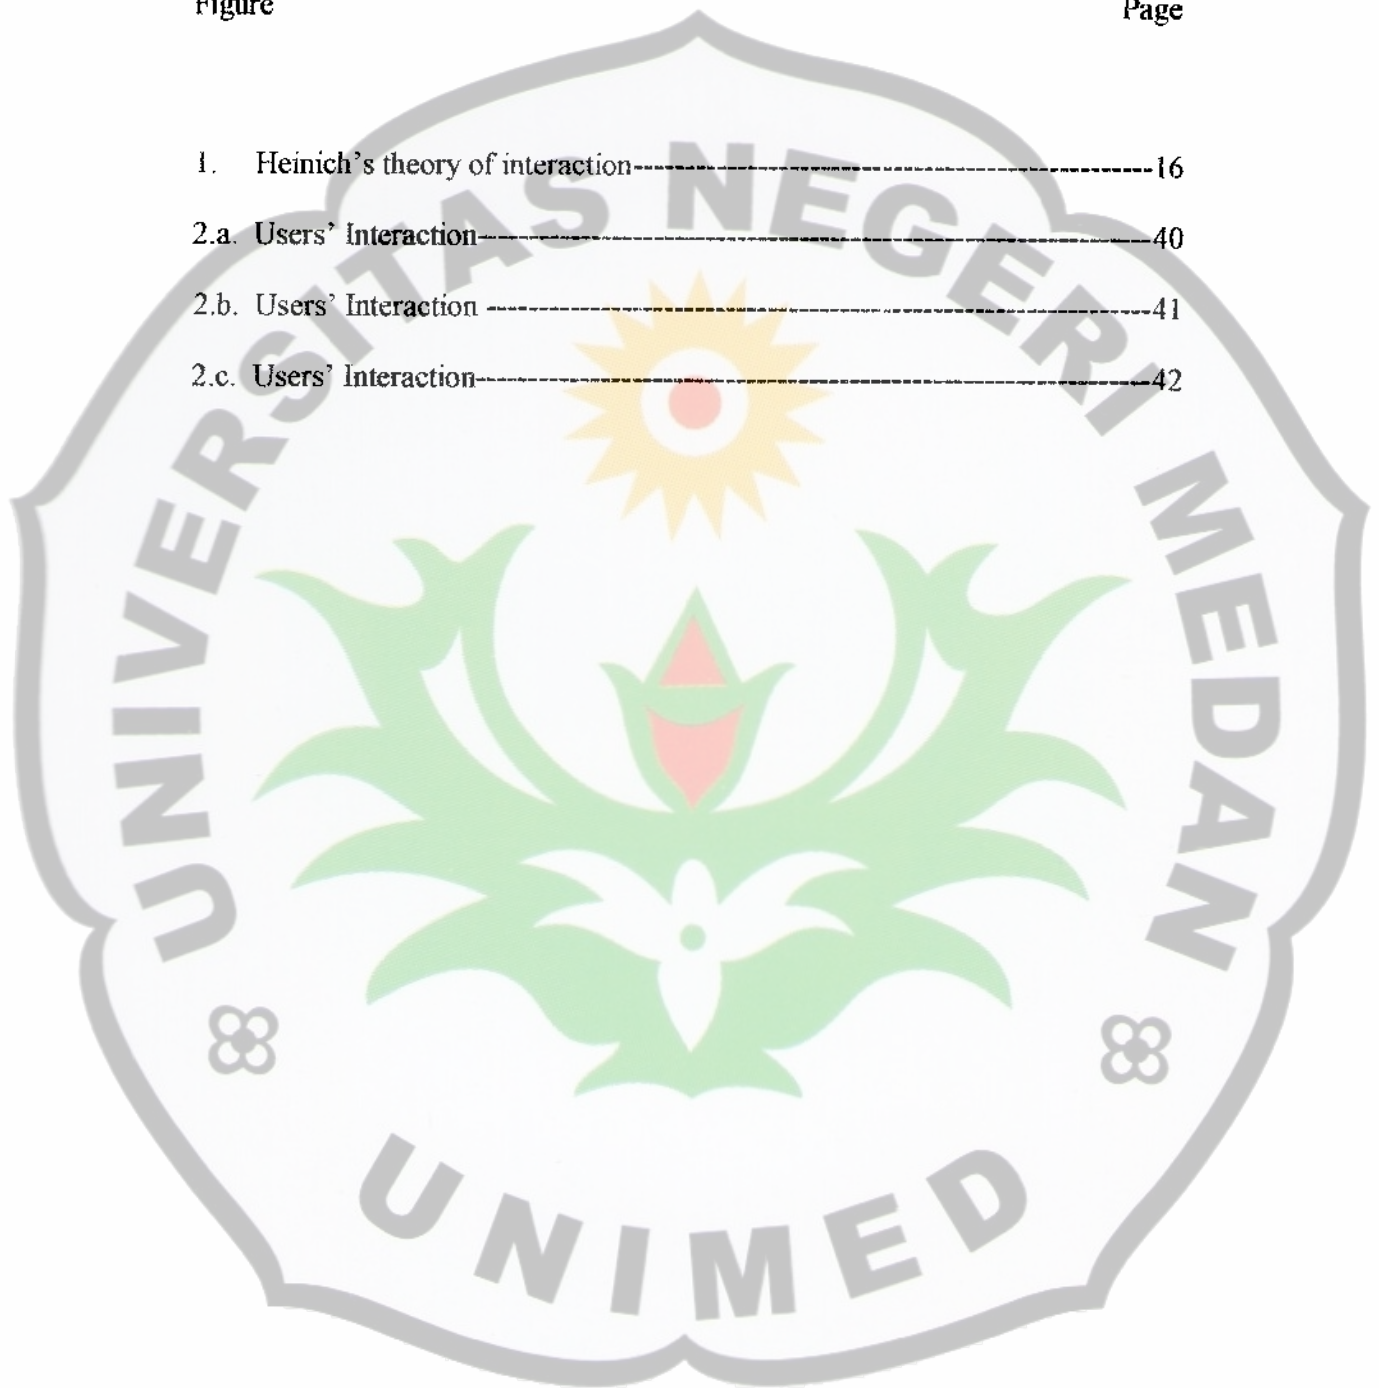 Figure Page
1. Heinich's theory of interaction---------------------------------------------------------16
2.a. Users' Interaction-------------------------------------------------------------------------40
2.b. Users' Interaction ------------------------------------------------------------------------41
2.c. Users' Interaction-------------------------------------------------------------------------42
UNIVERSITAS NEGERI MEDAN
UNIMED